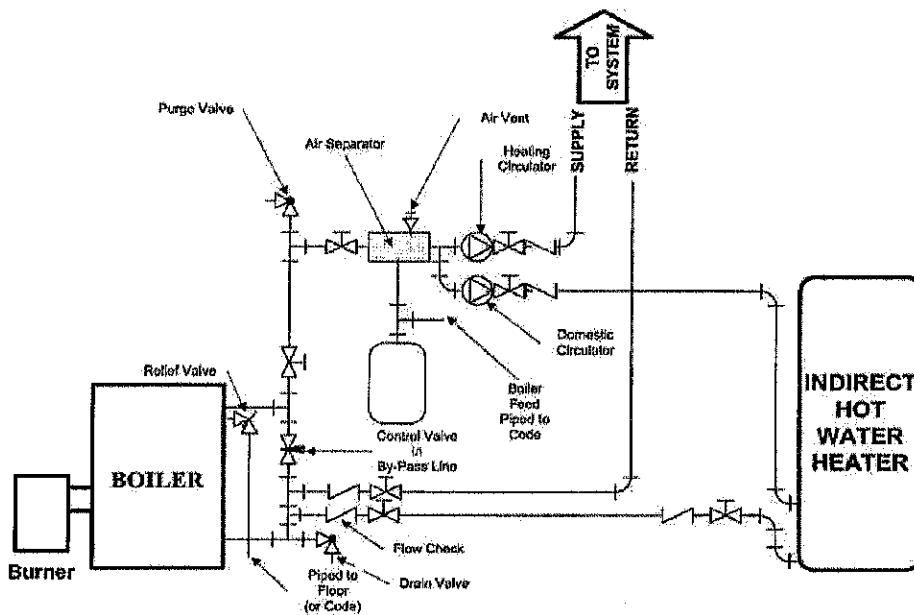 TO
SYSTEM
SUPPLY
RETURN
Purge Valve
Air Separator
Air Vent
Heating
Circulator
Domestic
Circulator
Relief Valve
Boiler
Feed
Piped to
Code
Control Valve
in
By-Pass Line
BOILER
INDIRECT
HOT
WATER
HEATER
Burner
Flow Check
Piped to
Floor
(or Code)
Drain Valve